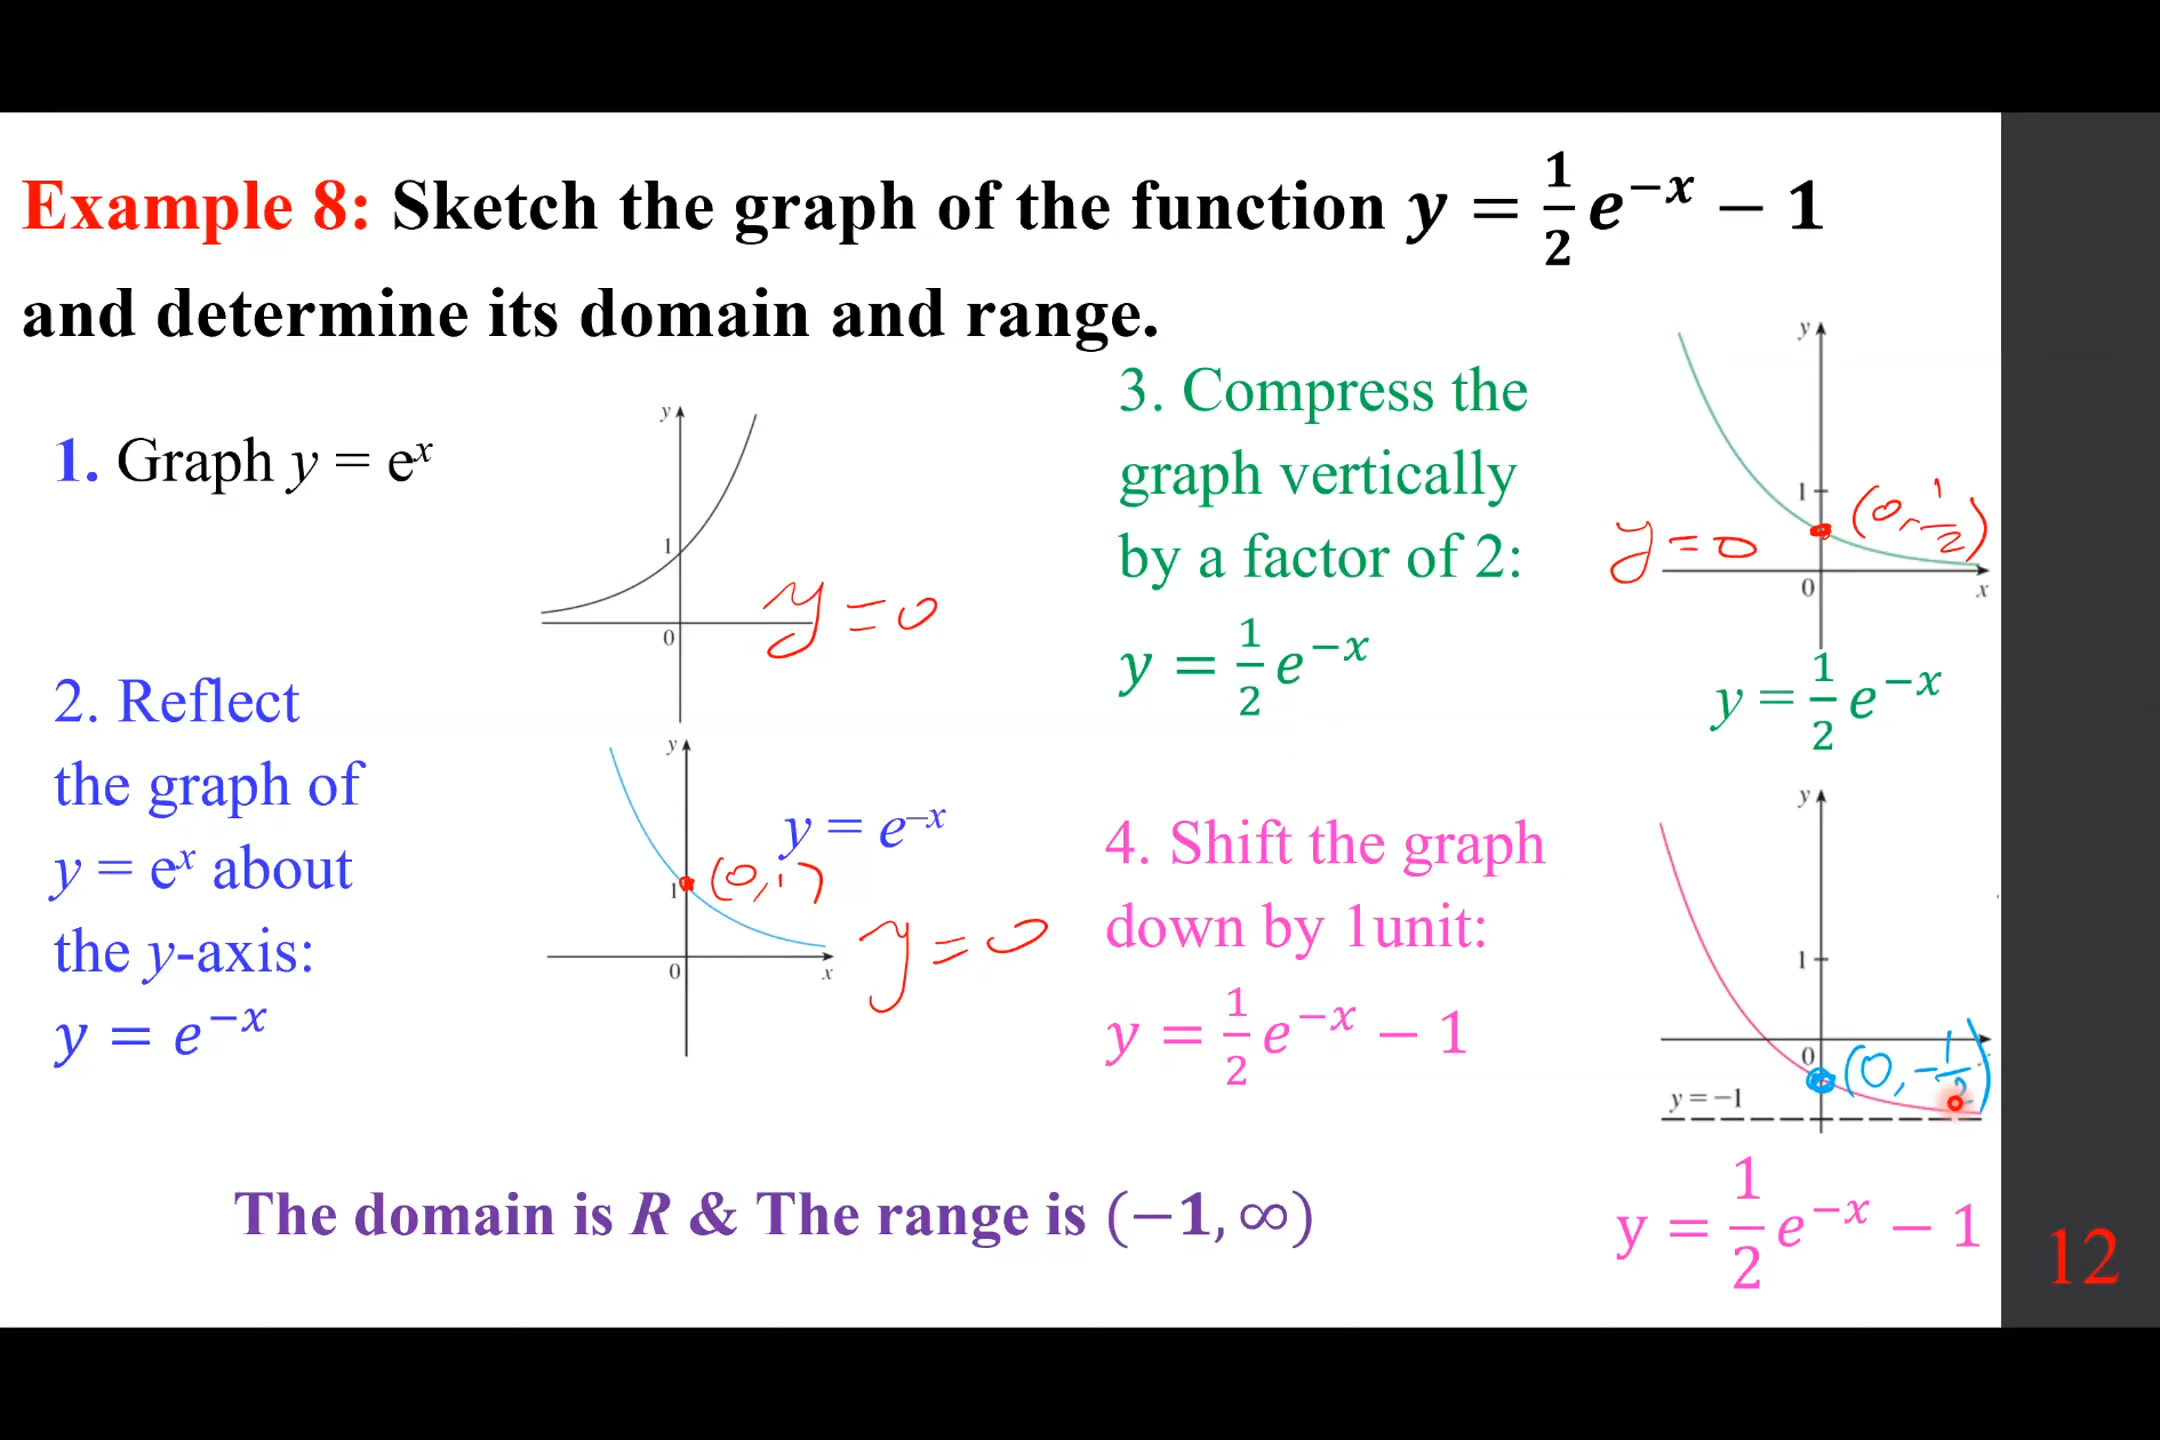 Example 8: Sketch the graph of the function y = 1/2 e^{−x} − 1
and determine its domain and range.
1. Graph y = e^x
y
1
0
y = 0
2. Reflect
the graph of
y = e^x about
the y-axis:
y = e^{−x}
y
y = e^{−x}
1
(0,1)
y = 0
0
x
3. Compress the
graph vertically
by a factor of 2:
y = 1/2 e^{−x}
y
1
(0, 1/2)
y = 0
0
x
y = 1/2 e^{−x}
4. Shift the graph
down by 1unit:
y = 1/2 e^{−x} − 1
y
1
0
(0, -1/2)
y = −1
y = 1/2 e^{−x} − 1
The domain is R & The range is (−1, ∞)
12